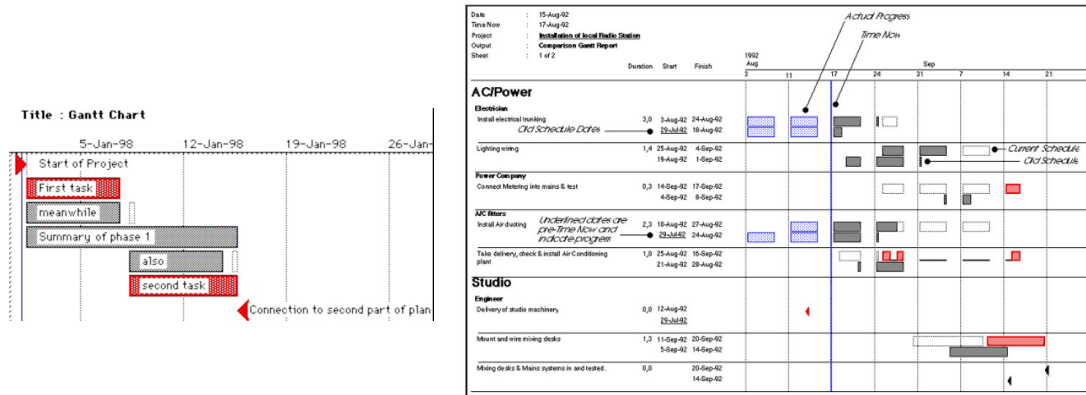 Title : Gantt Chart
5-Jan-98 12-Jan-98 19-Jan-98 26-Jan-
Start of Project
First task
meanwhile
Summary of phase 1
also
second task
Connection to second part of plan
Date : 15-Aug-92
Time Now : 17-Aug-92
Project : Installation of local Radio Station
Output : Comparison Gantt Report
Sheet : 1 of 2
Actual Progress
Time Now
1992
Duration Start Finish Aug Sep
3 11 17 24 31 7 14 21
AC/Power
Electrician
Install electrical trunking 3,0 3-Aug-92 24-Aug-92
Old Schedule Dates 29-Jul-92 18-Aug-92
Lighting wiring 1,4 25-Aug-92 4-Sep-92 Current Schedule
19-Aug-92 1-Sep-92 Old Schedule
Power Company
Connect Metering into mains & test 0,3 14-Sep-92 17-Sep-92
4-Sep-92 8-Sep-92
A/C fitters
Install Air ducting 2,3 10-Aug-92 27-Aug-92
Underlined dates are
pre-Time Now and
indicate progress
29-Jul-92 24-Aug-92
Take delivery, check & install Air Conditioning 1,0 25-Aug-92 16-Sep-92
plant 21-Aug-92 28-Aug-92
Studio
Engineer
Delivery of studio machinery 0,0 12-Aug-92
29-Jul-92
Mount and wire mixing desks 1,3 11-Sep-92 20-Sep-92
5-Sep-92 14-Sep-92
Mixing desks & Mains systems in and tested. 0,0 20-Sep-92
14-Sep-92